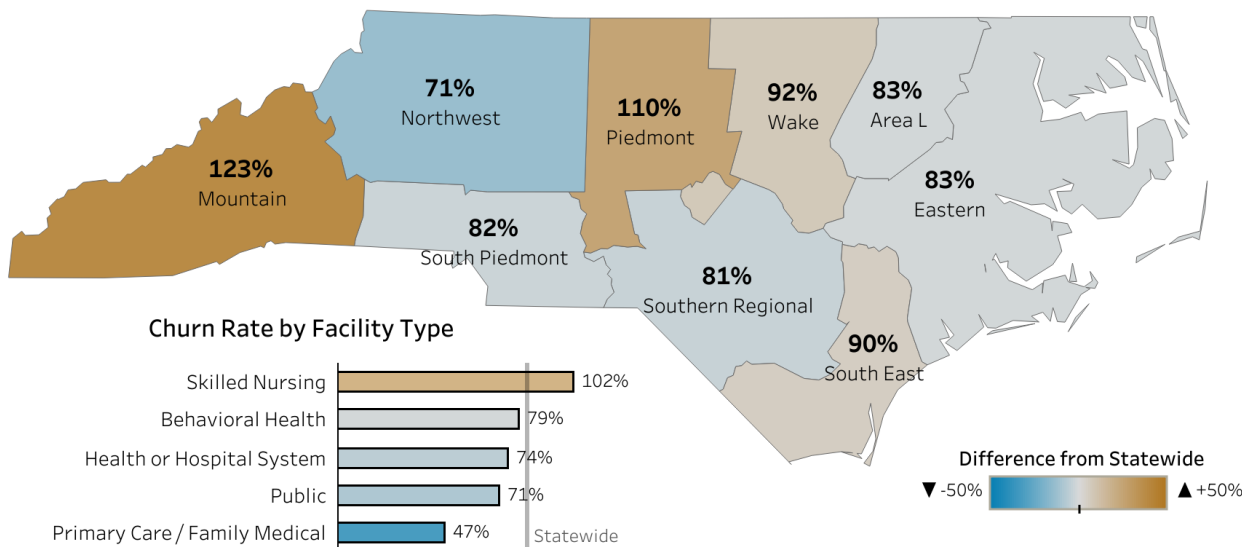 71%
Northwest
110%
Piedmont
92%
Wake
83%
Area L
123%
Mountain
83%
Eastern
82%
South Piedmont
81%
Southern Regional
90%
South East
Churn Rate by Facility Type
Skilled Nursing 102%
Behavioral Health 79%
Health or Hospital System 74%
Public 71%
Primary Care / Family Medical 47%
Statewide
Difference from Statewide
▼ -50% ▲ +50%